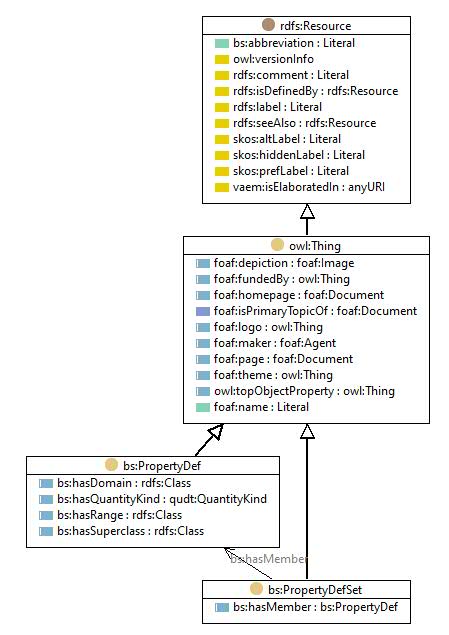 rdfs:Resource
bs:abbreviation : Literal
owl:versionInfo
rdfs:comment : Literal
rdfs:isDefinedBy : rdfs:Resource
rdfs:label : Literal
rdfs:seeAlso : rdfs:Resource
skos:altLabel : Literal
skos:hiddenLabel : Literal
skos:prefLabel : Literal
vaem:isElaboratedIn : anyURI
owl:Thing
foaf:depiction : foaf:Image
foaf:fundedBy : owl:Thing
foaf:homepage : foaf:Document
foaf:isPrimaryTopicOf : foaf:Document
foaf:logo : owl:Thing
foaf:maker : foaf:Agent
foaf:page : foaf:Document
foaf:theme : owl:Thing
owl:topObjectProperty : owl:Thing
foaf:name : Literal
bs:PropertyDef
bs:hasDomain : rdfs:Class
bs:hasQuantityKind : qudt:QuantityKind
bs:hasRange : rdfs:Class
bs:hasSuperclass : rdfs:Class
bs:hasMember
bs:PropertyDefSet
bs:hasMember : bs:PropertyDef